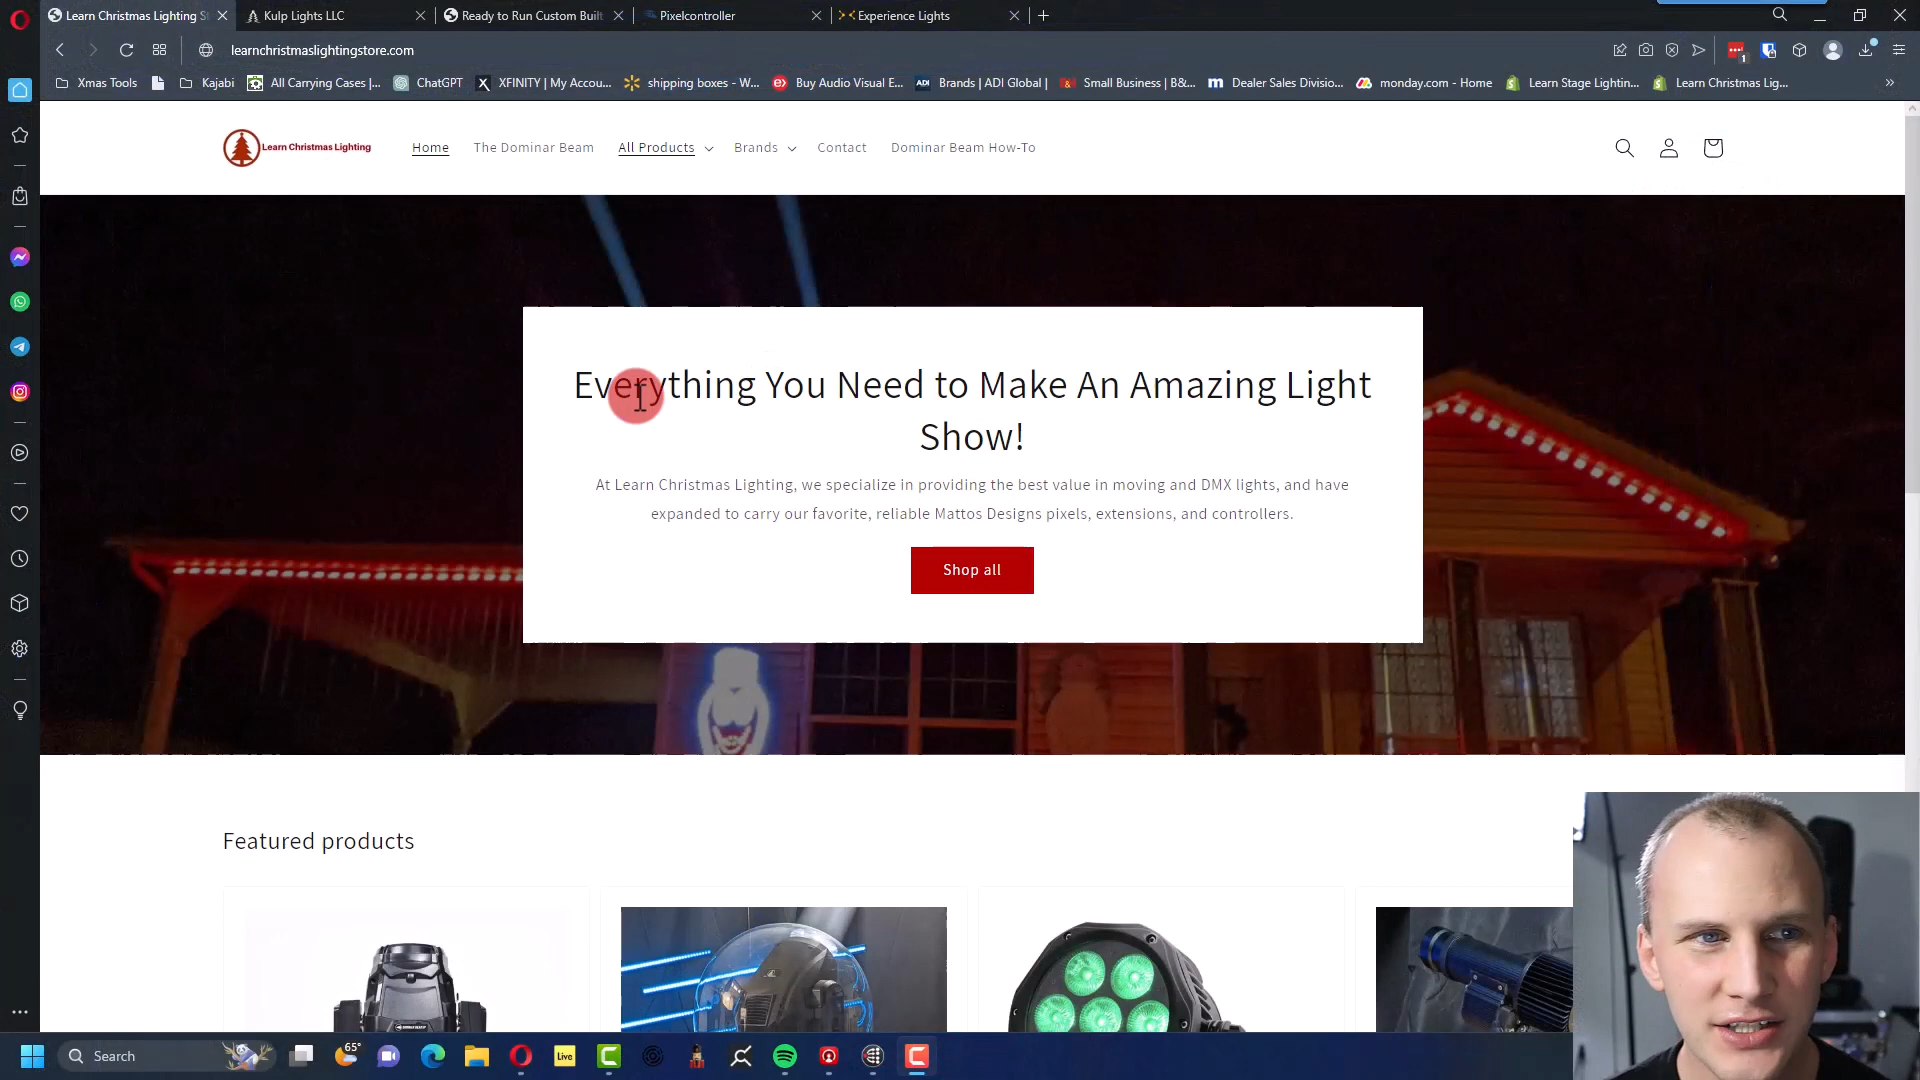 Learn Christmas Lighting S
Kulp Lights LLC
Ready to Run Custom Built
Pixelcontroller
Experience Lights
learnchristmaslightingstore.com
1
Xmas Tools
Kajabi
All Carrying Cases |...
ChatGPT
XFINITY | My Accou...
shipping boxes - W...
Buy Audio Visual E...
ADI
Brands | ADI Global |
Small Business | B&...
Dealer Sales Divisio...
monday.com - Home
Learn Stage Lightin...
Learn Christmas Lig...
Learn Christmas Lighting
Home
The Dominar Beam
All Products
Brands
Contact
Dominar Beam How-To
Everything You Need to Make An Amazing Light
Show!
At Learn Christmas Lighting, we specialize in providing the best value in moving and DMX lights, and have
expanded to carry our favorite, reliable Mattos Designs pixels, extensions, and controllers.
Shop all
Featured products
Search
65°
Live